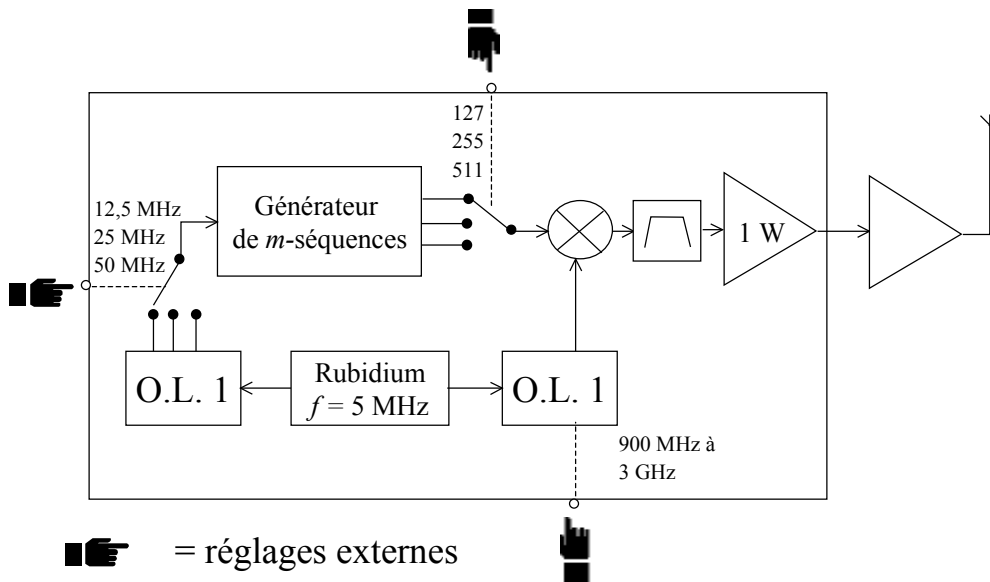 127
255
511
12,5 MHz
25 MHz
50 MHz
Générateur
de m-séquences
1 W
O.L. 1
Rubidium
f = 5 MHz
O.L. 1
900 MHz à
3 GHz
= réglages externes